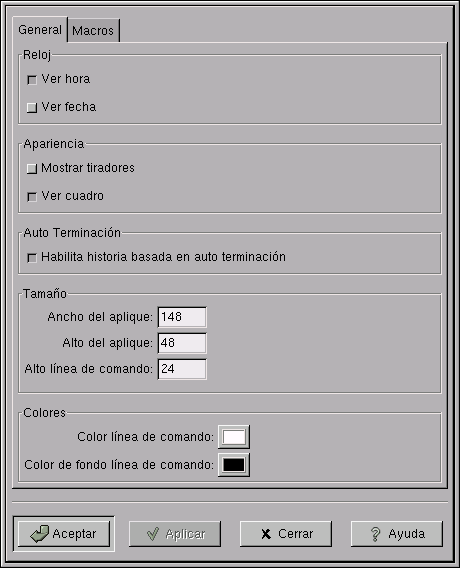 General Macros
Reloj
Ver hora
Ver fecha
Apariencia
Mostrar tiradores
Ver cuadro
Auto Terminación
Habilita historia basada en auto terminación
Tamaño
Ancho del aplique: 148
Alto del aplique: 48
Alto línea de comando: 24
Colores
Color línea de comando:
Color de fondo línea de comando:
Aceptar Aplicar Cerrar Ayuda